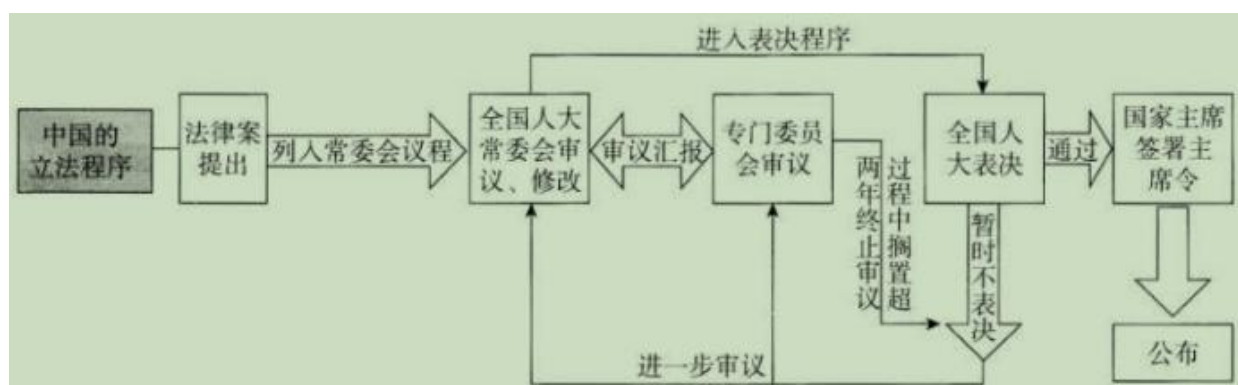 进入表决程序
中国的
立法程序
法律案
提出
列入常委会议程
全国人大
常委会审
议、修改
审议汇报
专门委员
会审议
过程中搁置超
两年终止审议
全国人
大表决
暂时不表决
通过
国家主席
签署主
席令
公布
进一步审议